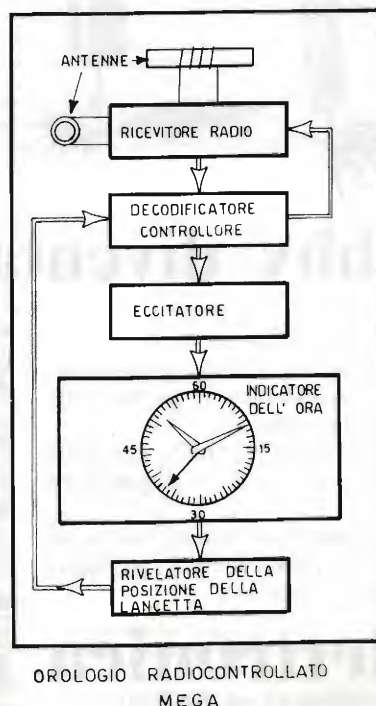 ANTENNE
RICEVITORE RADIO
DECODIFICATORE
CONTROLLORE
ECCITATORE
60
INDICATORE
DELL' ORA
45
15
30
RIVELATORE DELLA
POSIZIONE DELLA
LANCETTA
OROLOGIO RADIOCONTROLLATO
MEGA